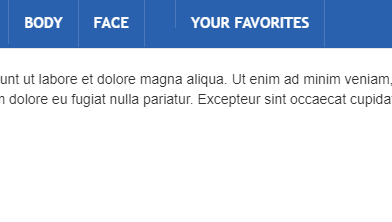 BODY FACE YOUR FAVORITES
unt ut labore et dolore magna aliqua. Ut enim ad minim veniam,
dolore eu fugiat nulla pariatur. Excepteur sint occaecat cupida